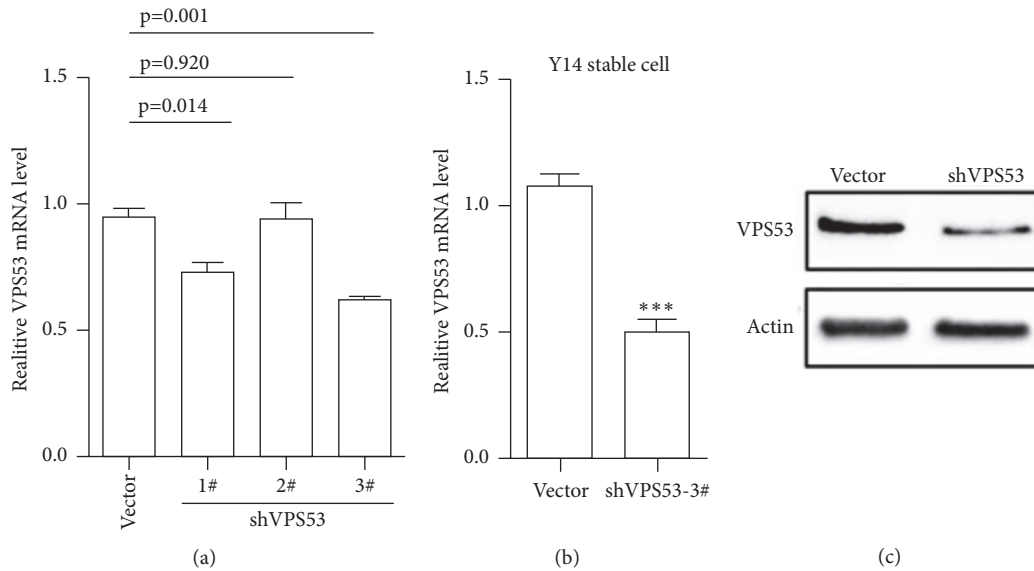 p=0.001
p=0.920
p=0.014
1.5
1.0
0.5
0.0
Realitive VPS53 mRNA level
Vector
1#
2#
3#
shVPS53
(a)
Y14 stable cell
1.5
1.0
0.5
0.0
Realitive VPS53 mRNA level
***
Vector
shVPS53-3#
(b)
Vector
shVPS53
VPS53
Actin
(c)